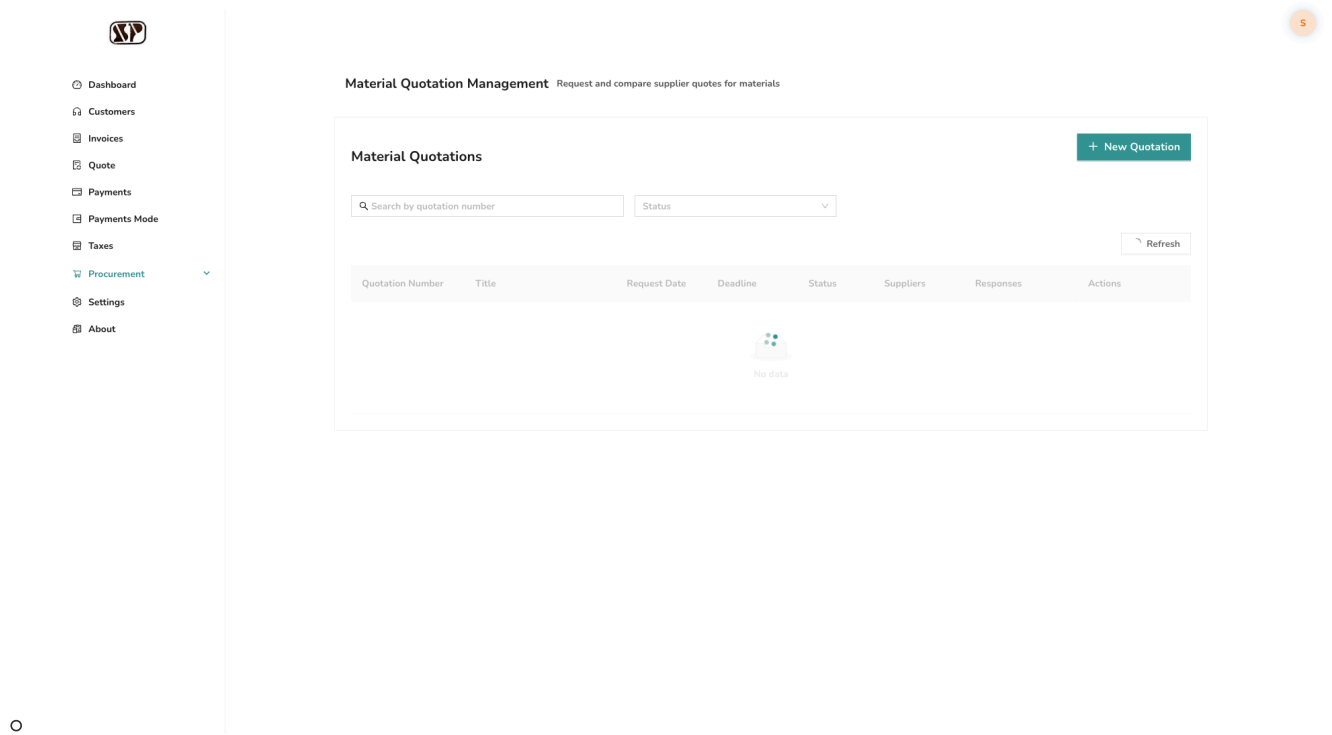 SP
S
Dashboard
Customers
Invoices
Quote
Payments
Payments Mode
Taxes
Procurement
Settings
About
Material Quotation Management Request and compare supplier quotes for materials
Material Quotations
New Quotation
Search by quotation number
Status
Refresh
Quotation Number Title Request Date Deadline Status Suppliers Responses Actions
No data